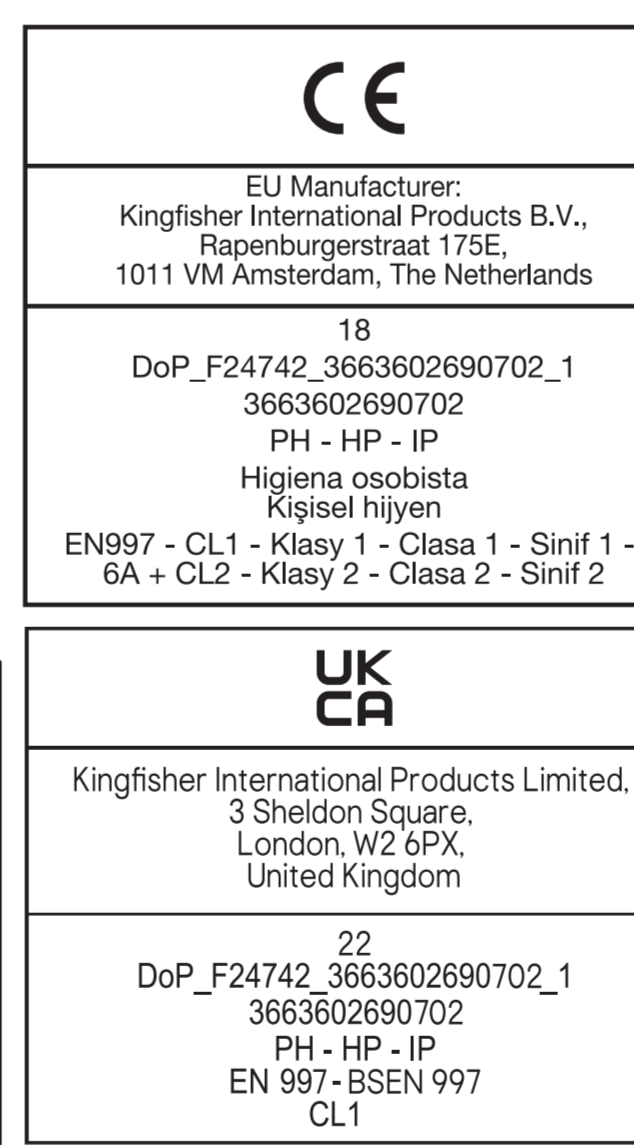 CE
EU Manufacturer:
Kingfisher International Products B.V.,
Rapenburgerstraat 175E,
1011 VM Amsterdam, The Netherlands
18
DoP_F24742_3663602690702_1
3663602690702
PH - HP - IP
Higiena osobista
Kişisel hijyen
EN997 - CL1 - Klasy 1 - Clasa 1 - Sinif 1 -
6A + CL2 - Klasy 2 - Clasa 2 - Sinif 2
UK
CA
Kingfisher International Products Limited,
3 Sheldon Square,
London, W2 6PX,
United Kingdom
22
DoP_F24742_3663602690702_1
3663602690702
PH - HP - IP
EN 997 - BSEN 997
CL1